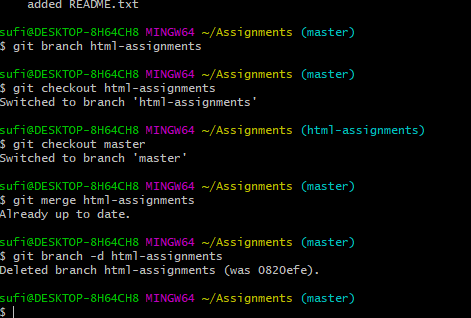 added README.txt
sufi@DESKTOP-8H64CH8 MINGW64 ~/Assignments (master)
$ git branch html-assignments
sufi@DESKTOP-8H64CH8 MINGW64 ~/Assignments (master)
$ git checkout html-assignments
Switched to branch 'html-assignments'
sufi@DESKTOP-8H64CH8 MINGW64 ~/Assignments (html-assignments)
$ git checkout master
Switched to branch 'master'
sufi@DESKTOP-8H64CH8 MINGW64 ~/Assignments (master)
$ git merge html-assignments
Already up to date.
sufi@DESKTOP-8H64CH8 MINGW64 ~/Assignments (master)
$ git branch -d html-assignments
Deleted branch html-assignments (was 0820efe).
sufi@DESKTOP-8H64CH8 MINGW64 ~/Assignments (master)
$